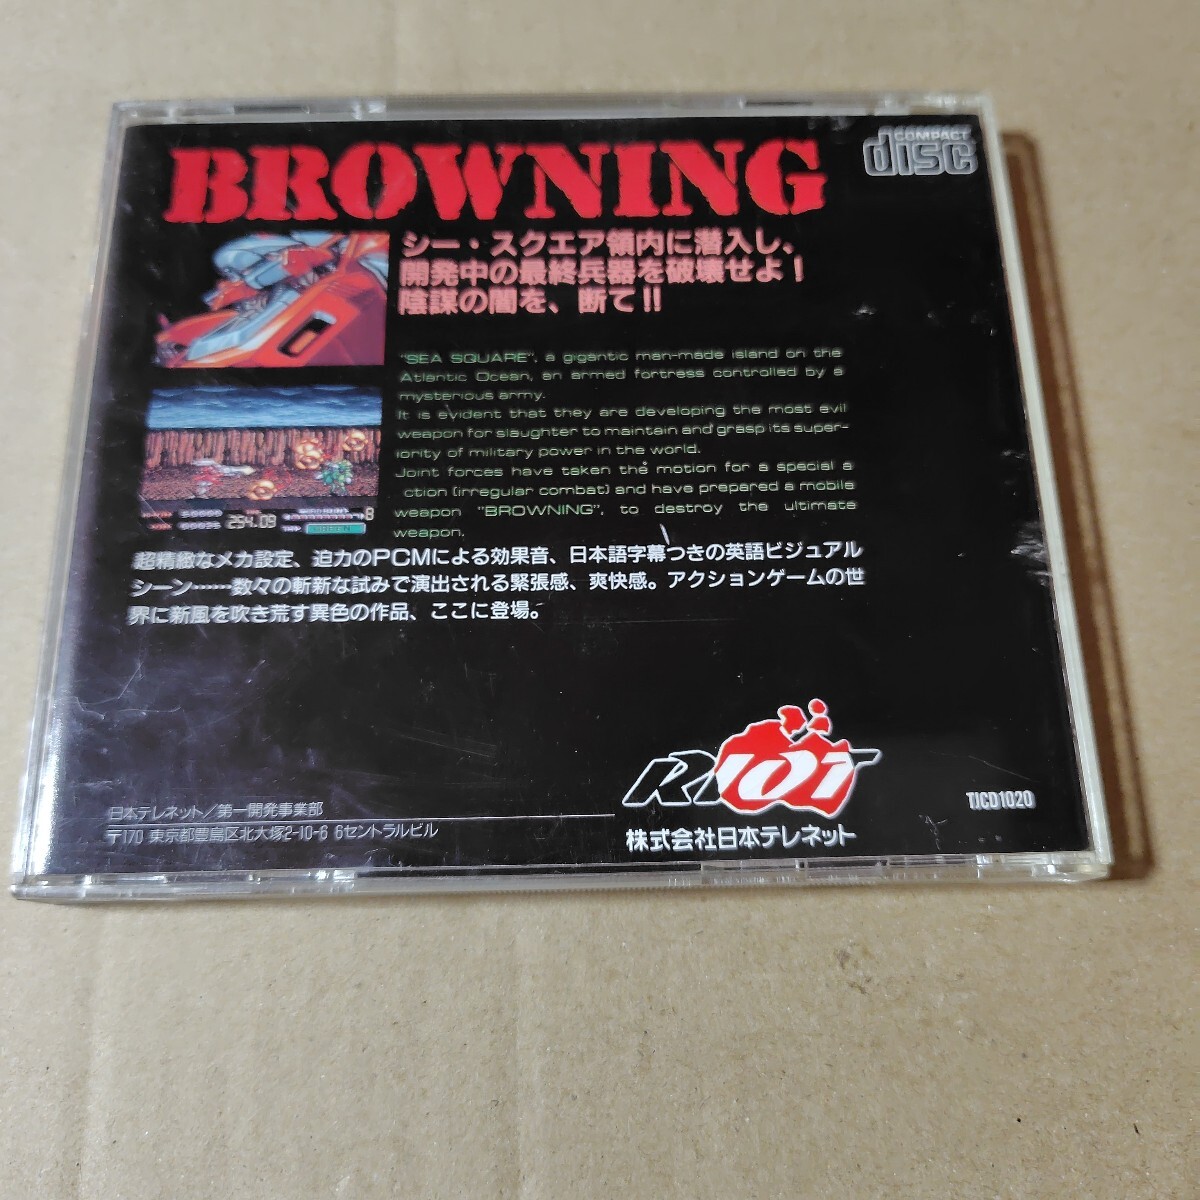 BROWNING
COMPACT
disc
シー・スクエア領内に潜入し、
開発中の最終兵器を破壊せよ!
陰謀の闇を、断て!!
"SEA SQUARE", a gigantic man-made island on the
Atlantic Ocean, an armed fortress controlled by a
mysterious army.
It is evident that they are developing the most evil
weapon for slaughter to maintain and grasp its super-
iority of military power in the world.
Joint forces have taken the motion for a special a
ction (irregular combat) and have prepared a mobile
weapon "BROWNING", to destroy the ultimate
weapon.
254.09
8
超精緻なメカ設定、迫力のPCMによる効果音、日本語字幕つきの英語ビジュアル
シーン……数々の斬新な試みで演出される緊張感、爽快感。アクションゲームの世
界に新風を吹き荒す異色の作品、ここに登場。
RIOT
株式会社日本テレネット
TJCD1020
日本テレネット/第一開発事業部
〒170 東京都豊島区北大塚2-10-6 6セントラルビル